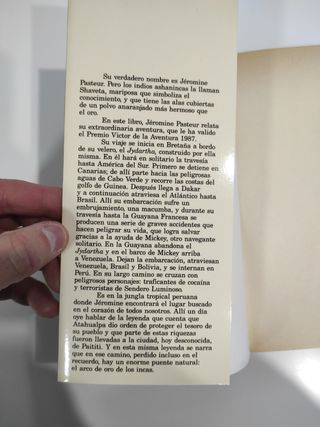 Su verdadero nombre es Jéromine
Pasteur. Pero los indios ashanincas la llaman
Shaveta, mariposa que simboliza el
conocimiento, y que tiene las alas cubiertas
de un polvo anaranjado más hermoso que
el oro.
En este libro, Jéromine Pasteur relata
su extraordinaria aventura, que le ha valido
el Premio Victor de la Aventura 1987.
Su viaje se inicia en Bretaña a bordo
de su velero, el Jydartha, construido por ella
misma. En él hará en solitario la travesía
hasta América del Sur. Primero se detiene en
Canarias; de allí parte hacia las peligrosas
aguas de Cabo Verde y recorre las costas del
golfo de Guinea. Después llega a Dakar
y a continuación atraviesa el Atlántico hasta
Brasil. Allí su embarcación sufre un
embrujamiento, una macumba, y durante su
travesía hasta la Guayana Francesa se
producen una serie de graves accidentes que
hacen peligrar su vida, que logra salvar
gracias a la ayuda de Mickey, otro navegante
solitario. En la Guayana abandona el
Jydartha y en el barco de Mickey arriba
a Venezuela. Dejan la embarcación, atraviesan
Venezuela, Brasil y Bolivia, y se internan en
Perú. En su largo camino se cruzan con
peligrosos personajes: traficantes de cocaína
y terroristas de Sendero Luminoso.
Es en la jungla tropical peruana
donde Jéromine encontrará el lugar buscado
en el corazón de todos nosotros. Allí un día
oye hablar de la leyenda que cuenta que
Atahualpa dio orden de proteger el tesoro de
su pueblo y que parte de estas riquezas
fueron llevadas a la ciudad, hoy desconocida,
de Paititi. Y en esta misma leyenda se narra
que en ese camino, perdido incluso en el
recuerdo, hay un enorme puente natural:
el arco de oro de los incas.